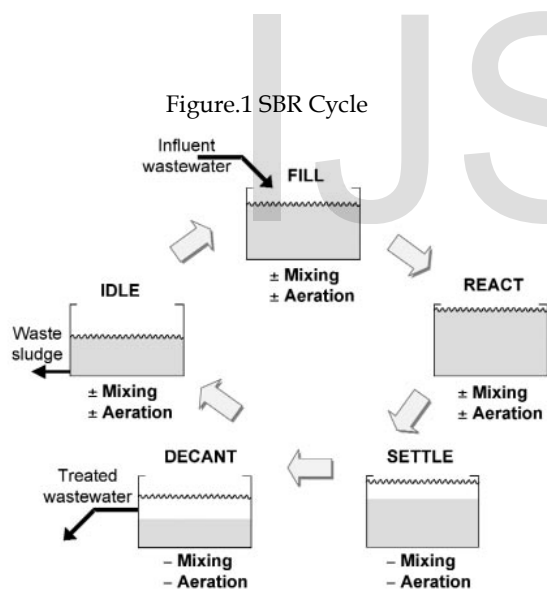 IJS
Figure.1 SBR Cycle
Influent
wastewater
FILL
± Mixing
± Aeration
REACT
± Mixing
± Aeration
SETTLE
– Mixing
– Aeration
DECANT
Treated
wastewater
– Mixing
– Aeration
IDLE
Waste
sludge
± Mixing
± Aeration